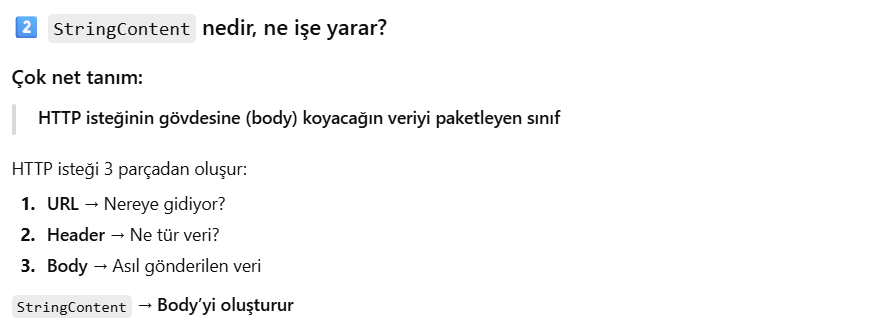 2 StringContent nedir, ne işe yarar?
Çok net tanım:
HTTP isteğinin gövdesine (body) koyacağın veriyi paketleyen sınıf
HTTP isteği 3 parçadan oluşur:
1. URL → Nereye gidiyor?
2. Header → Ne tür veri?
3. Body → Asıl gönderilen veri
StringContent → Body’yi oluşturur